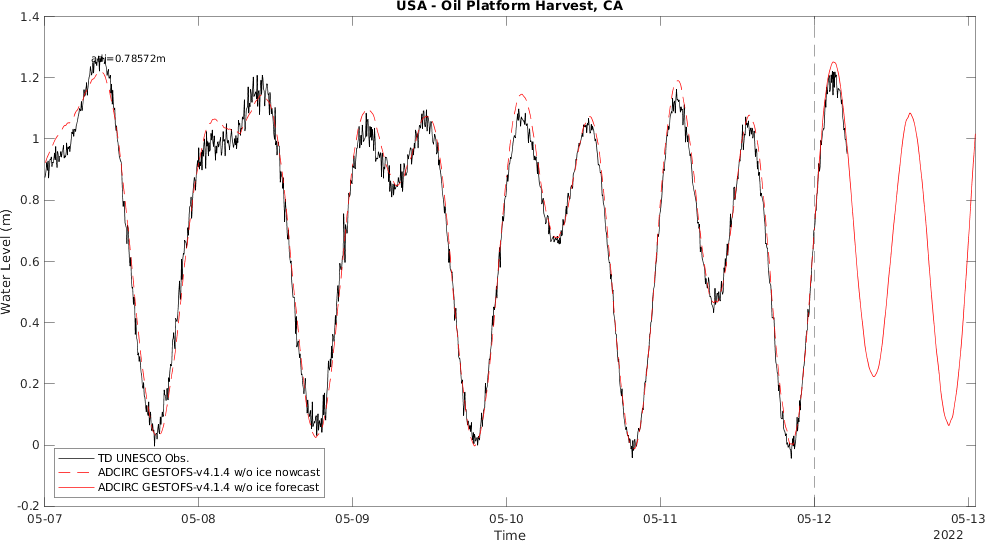 USA - Oil Platform Harvest, CA
1.4
1.2
1
0.8
0.6
0.4
0.2
0
-0.2
Water Level (m)
adj=0.78572m
TD UNESCO Obs.
ADCIRC GESTOFS-v4.1.4 w/o ice nowcast
ADCIRC GESTOFS-v4.1.4 w/o ice forecast
05-07 05-08 05-09 05-10 05-11 05-12 05-13
Time
2022